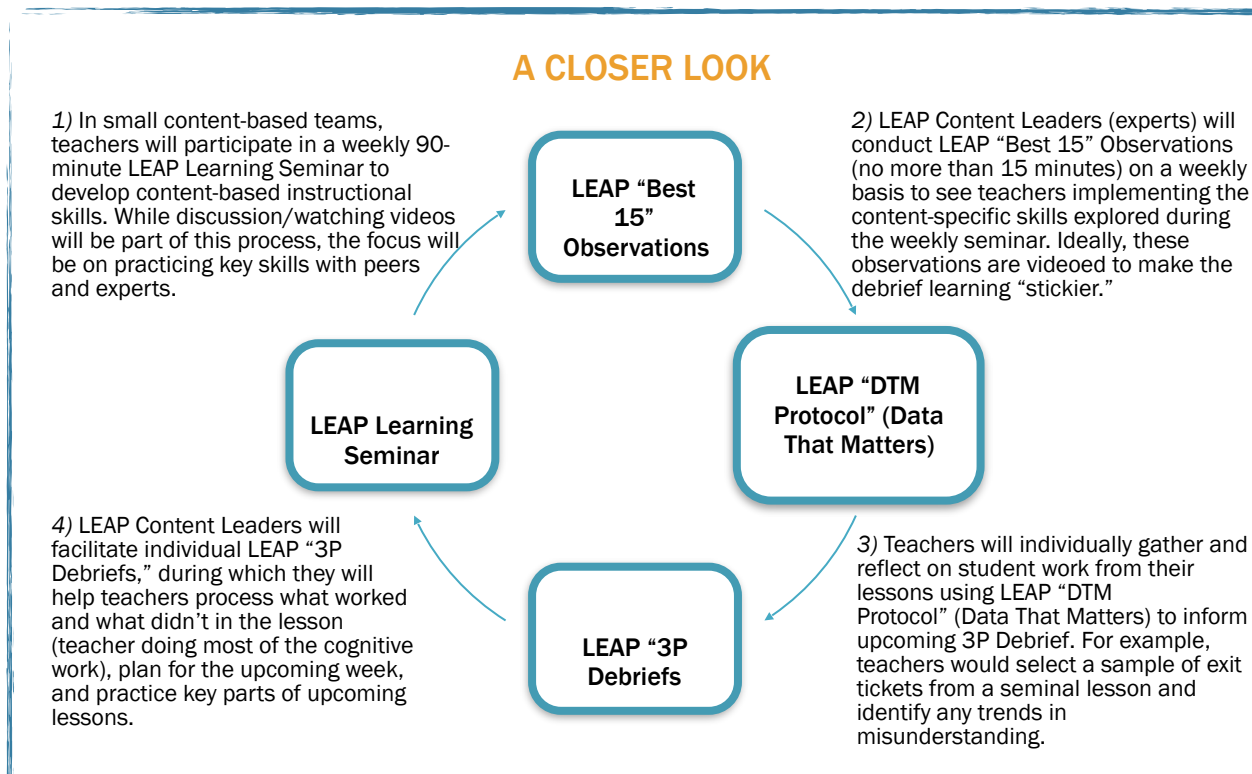 A CLOSER LOOK
1) In small content-based teams,
teachers will participate in a weekly 90-
minute LEAP Learning Seminar to
develop content-based instructional
skills. While discussion/watching videos
will be part of this process, the focus will
be on practicing key skills with peers
and experts.
LEAP “Best
15”
Observations
2) LEAP Content Leaders (experts) will
conduct LEAP “Best 15” Observations
(no more than 15 minutes) on a weekly
basis to see teachers implementing the
content-specific skills explored during
the weekly seminar. Ideally, these
observations are videoed to make the
debrief learning “stickier.”
LEAP Learning
Seminar
LEAP “DTM
Protocol” (Data
That Matters)
4) LEAP Content Leaders will
facilitate individual LEAP “3P
Debriefs,” during which they will
help teachers process what worked
and what didn’t in the lesson
(teacher doing most of the cognitive
work), plan for the upcoming week,
and practice key parts of upcoming
lessons.
LEAP “3P
Debriefs
3) Teachers will individually gather and
reflect on student work from their
lessons using LEAP “DTM
Protocol” (Data That Matters) to inform
upcoming 3P Debrief. For example,
teachers would select a sample of exit
tickets from a seminal lesson and
identify any trends in
misunderstanding.